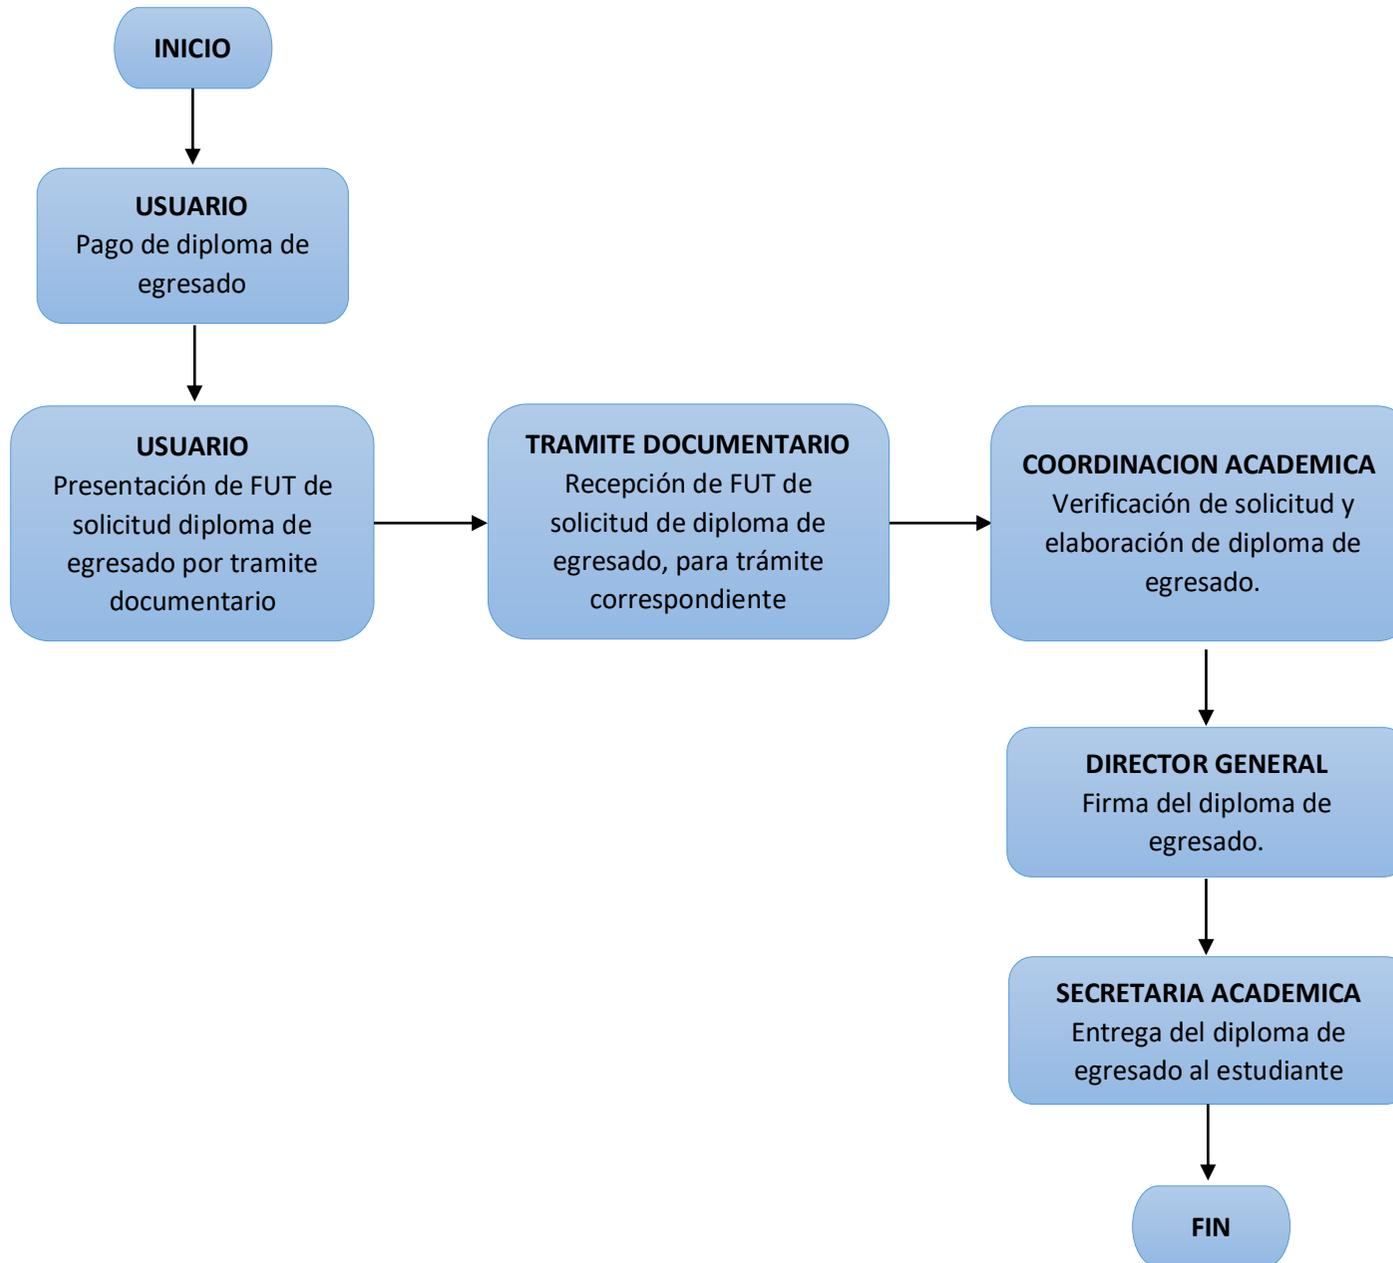 INICIO
USUARIO
Pago de diploma de
egresado
USUARIO
Presentación de FUT de
solicitud diploma de
egresado por tramite
documentario
TRAMITE DOCUMENTARIO
Recepción de FUT de
solicitud de diploma de
egresado, para trámite
correspondiente
COORDINACION ACADEMICA
Verificación de solicitud y
elaboración de diploma de
egresado.
DIRECTOR GENERAL
Firma del diploma de
egresado.
SECRETARIA ACADEMICA
Entrega del diploma de
egresado al estudiante
FIN